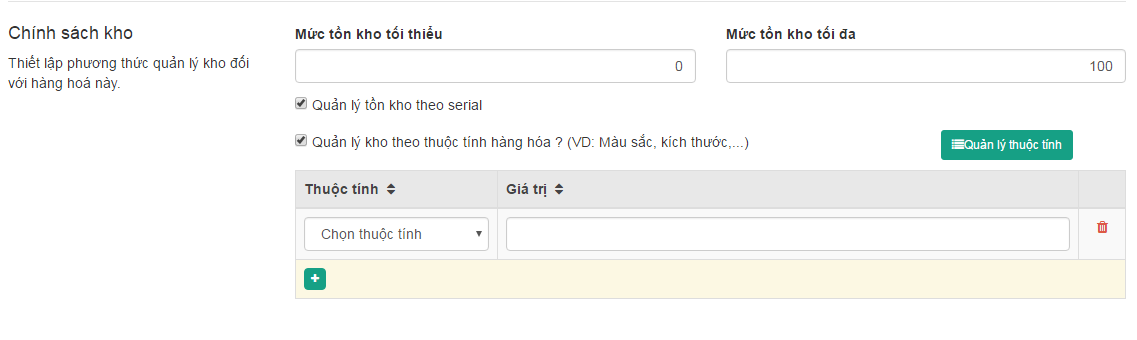 Chính sách kho
Thiết lập phương thức quản lý kho đối
với hàng hoá này.
Mức tồn kho tối thiểu
Mức tồn kho tối đa
0
100
Quản lý tồn kho theo serial
Quản lý kho theo thuộc tính hàng hóa ? (VD: Màu sắc, kích thước,...)
Quản lý thuộc tính
Thuộc tính
Giá trị
Chọn thuộc tính